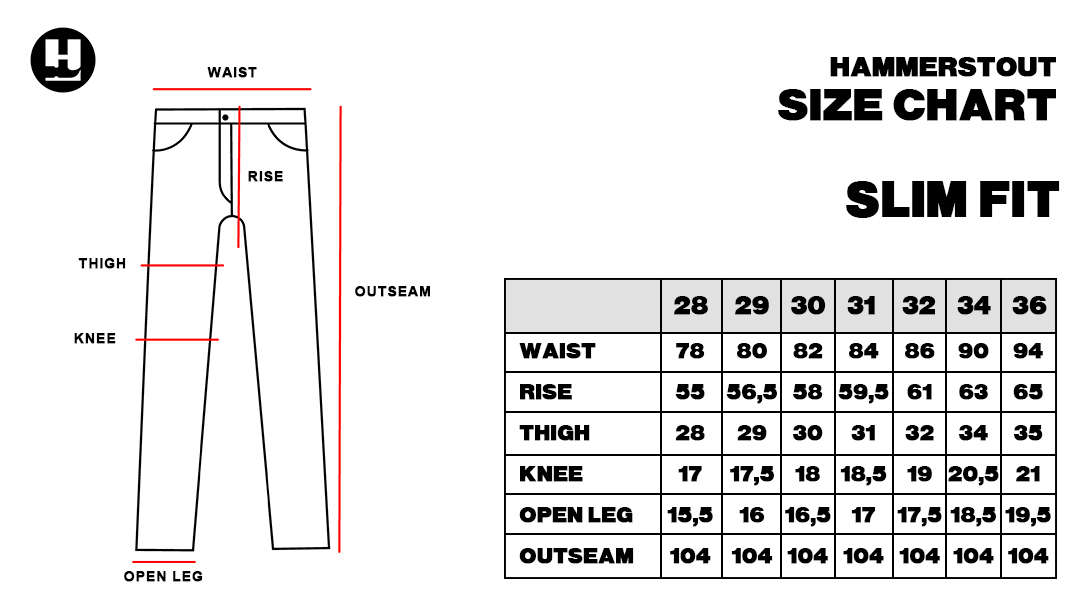 H
WAIST
RISE
THIGH
OUTSEAM
KNEE
OPEN LEG
HAMMERSTOUT
SIZE CHART
SLIM FIT
28 29 30 31 32 34 36
WAIST 78 80 82 84 86 90 94
RISE 55 56,5 58 59,5 61 63 65
THIGH 28 29 30 31 32 34 35
KNEE 17 17,5 18 18,5 19 20,5 21
OPEN LEG 15,5 16 16,5 17 17,5 18,5 19,5
OUTSEAM 104 104 104 104 104 104 104